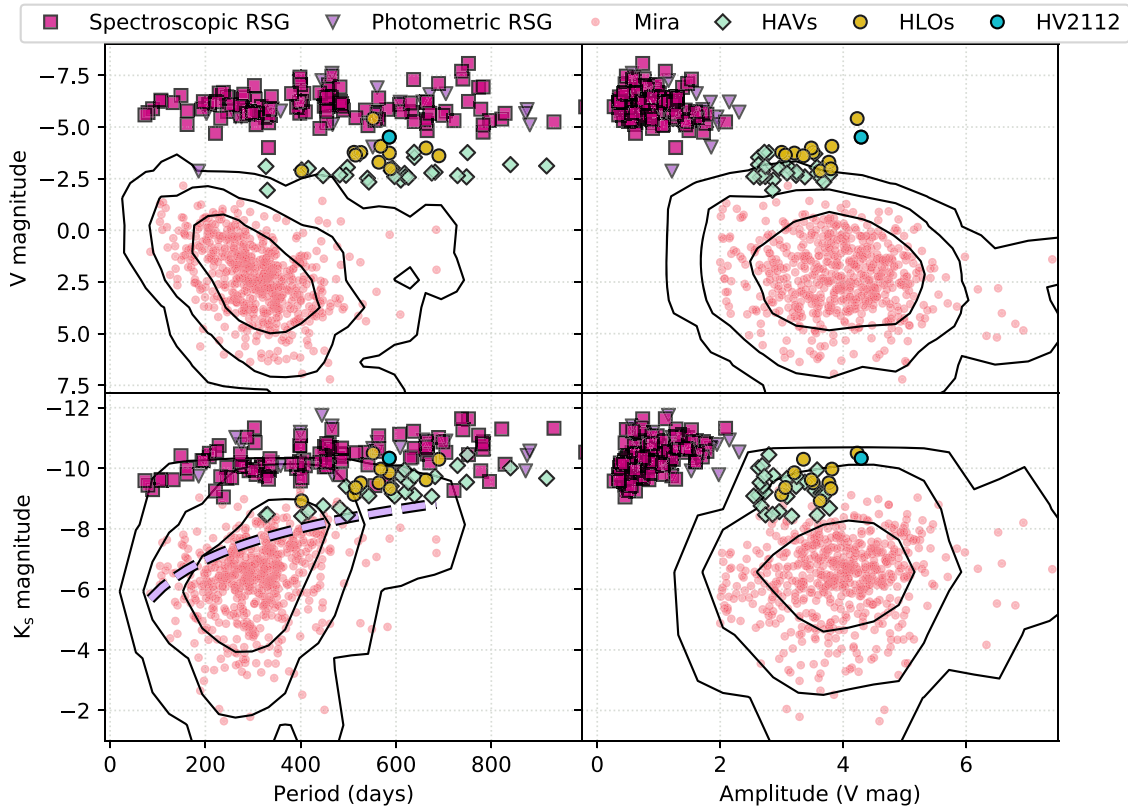 Spectroscopic RSG Photometric RSG Mira HAVs HLOs HV2112
−7.5
−5.0
−2.5
0.0
2.5
5.0
7.5
V magnitude
−12
−10
−8
−6
−4
−2
K_s magnitude
0 200 400 600 800
Period (days)
0 2 4 6
Amplitude (V mag)